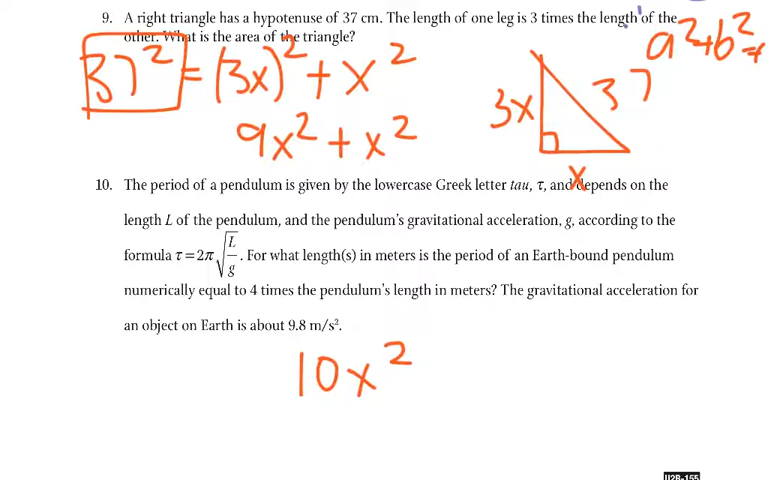 9. A right triangle has a hypotenuse of 37 cm. The length of one leg is 3 times the length of the
other. What is the area of the triangle?
a²+b²=
37² = (3x)² + x²
3x
37
9x² + x²
x
10. The period of a pendulum is given by the lowercase Greek letter tau, τ, and depends on the
length L of the pendulum, and the pendulum's gravitational acceleration, g, according to the
formula τ = 2π√(L/g). For what length(s) in meters is the period of an Earth-bound pendulum
numerically equal to 4 times the pendulum's length in meters? The gravitational acceleration for
an object on Earth is about 9.8 m/s².
10x²
U2B-155